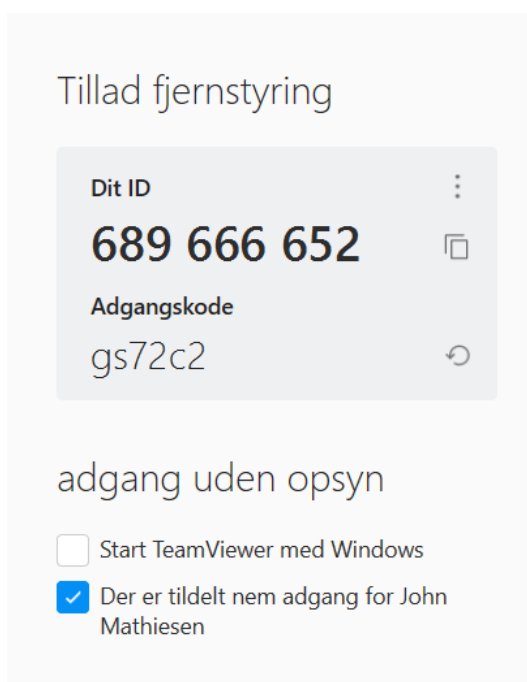 Tillad fjernstyring
Dit ID
689 666 652
Adgangskode
gs72c2
adgang uden opsyn
Start TeamViewer med Windows
Der er tildelt nem adgang for John
Mathiesen